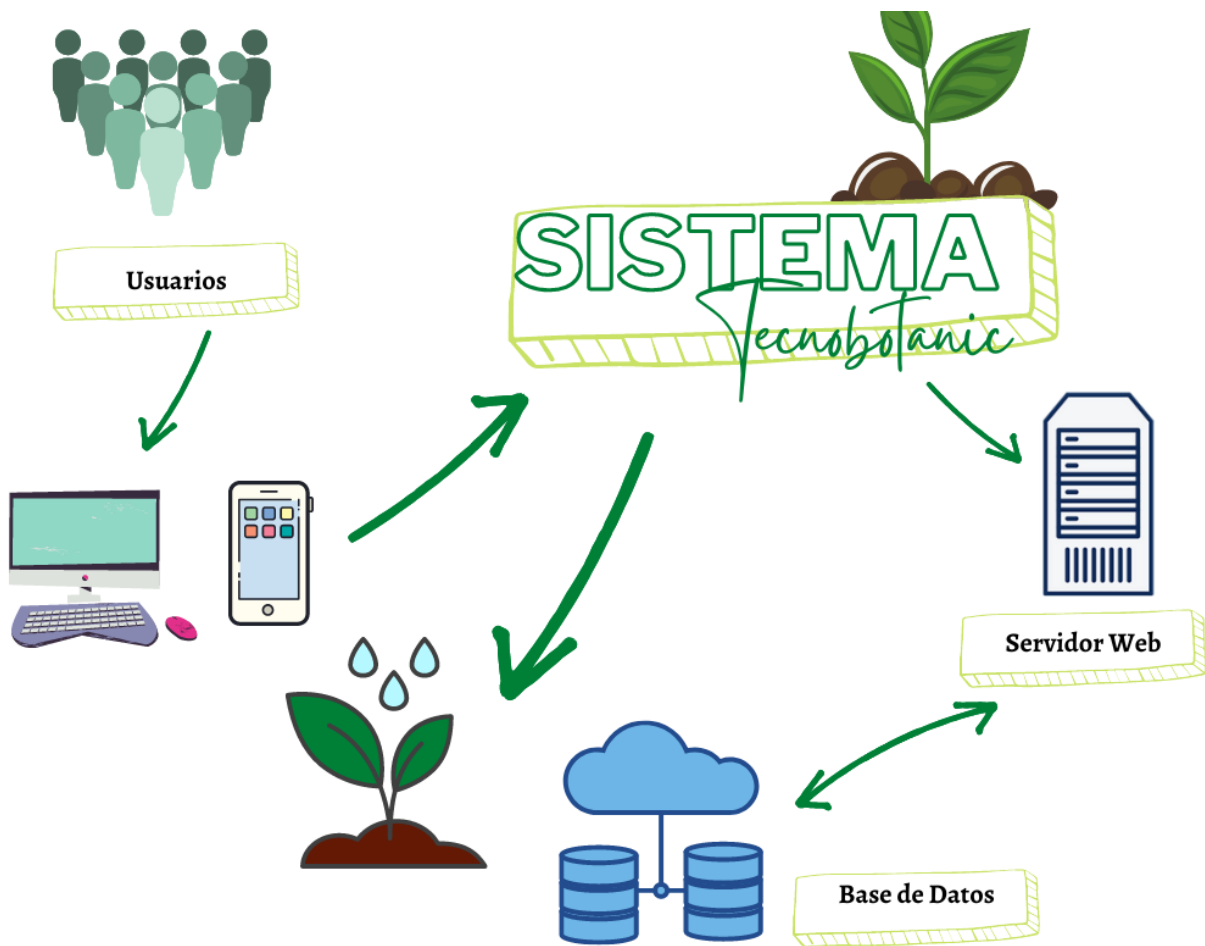 Usuarios
SISTEMA
Tecnobotanic
Servidor Web
Base de Datos